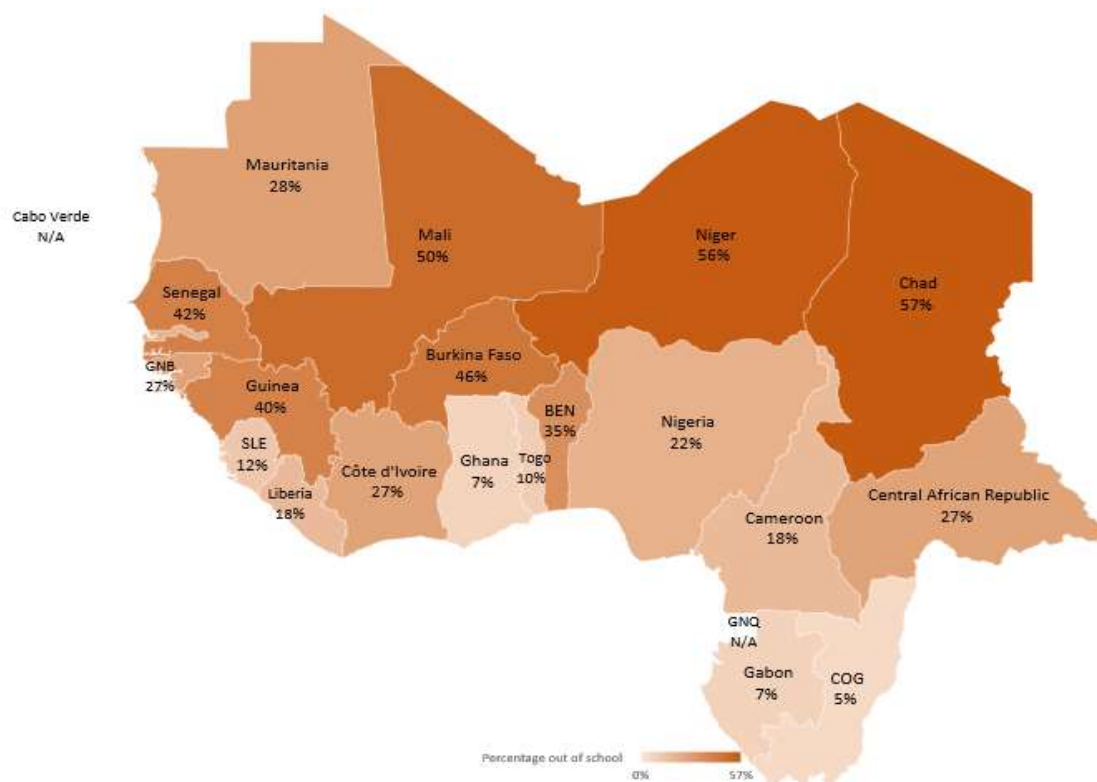 Mauritania
28%
Cabo Verde
N/A
Mali
50%
Niger
56%
Chad
57%
Senegal
42%
GNB
27%
Guinea
40%
Burkina Faso
46%
BEN
35%
Nigeria
22%
SLE
12%
Liberia
18%
Côte d'Ivoire
27%
Ghana
7%
Togo
10%
Central African Republic
27%
Cameroon
18%
GNQ
N/A
Gabon
7%
COG
5%
Percentage out of school
0%
57%